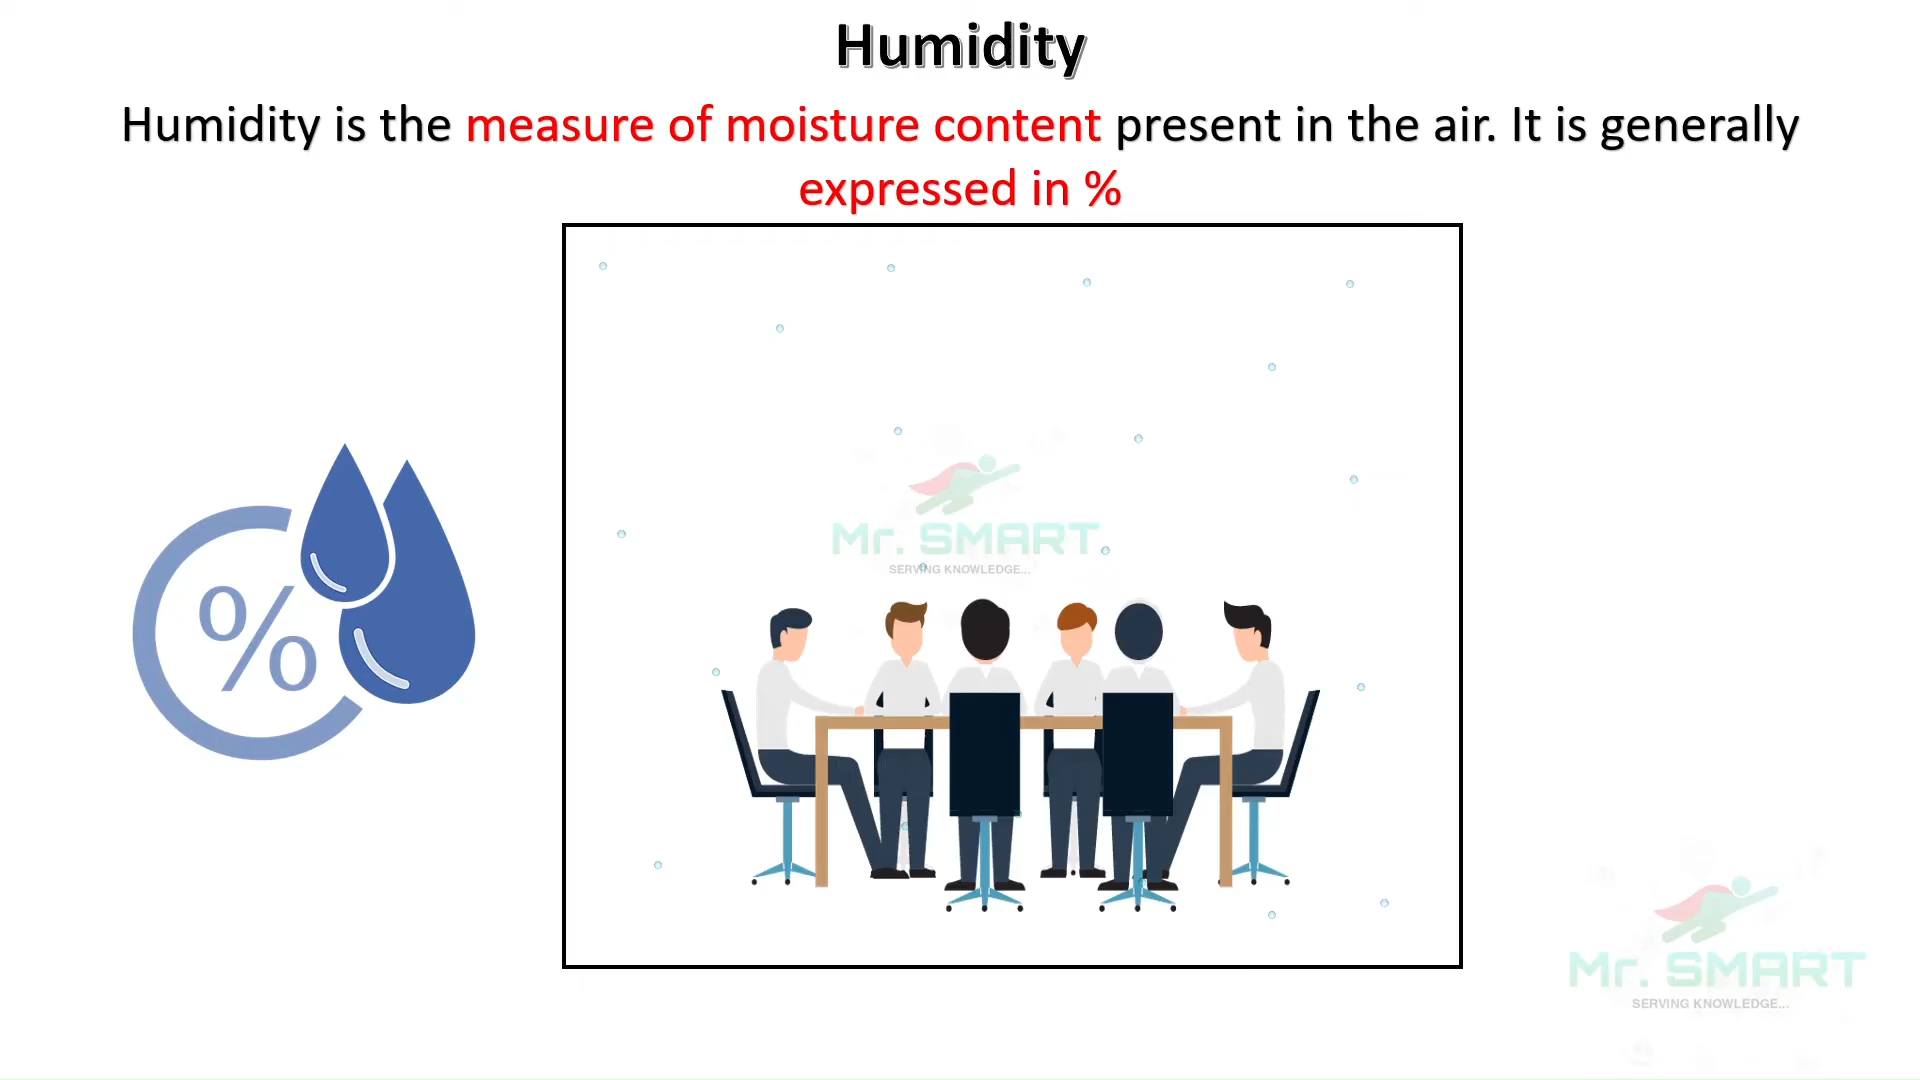 Humidity
Humidity is the measure of moisture content present in the air. It is generally
expressed in %
%
Mr. SMART
SERVING KNOWLEDGE...
Mr. SMART
SERVING KNOWLEDGE...